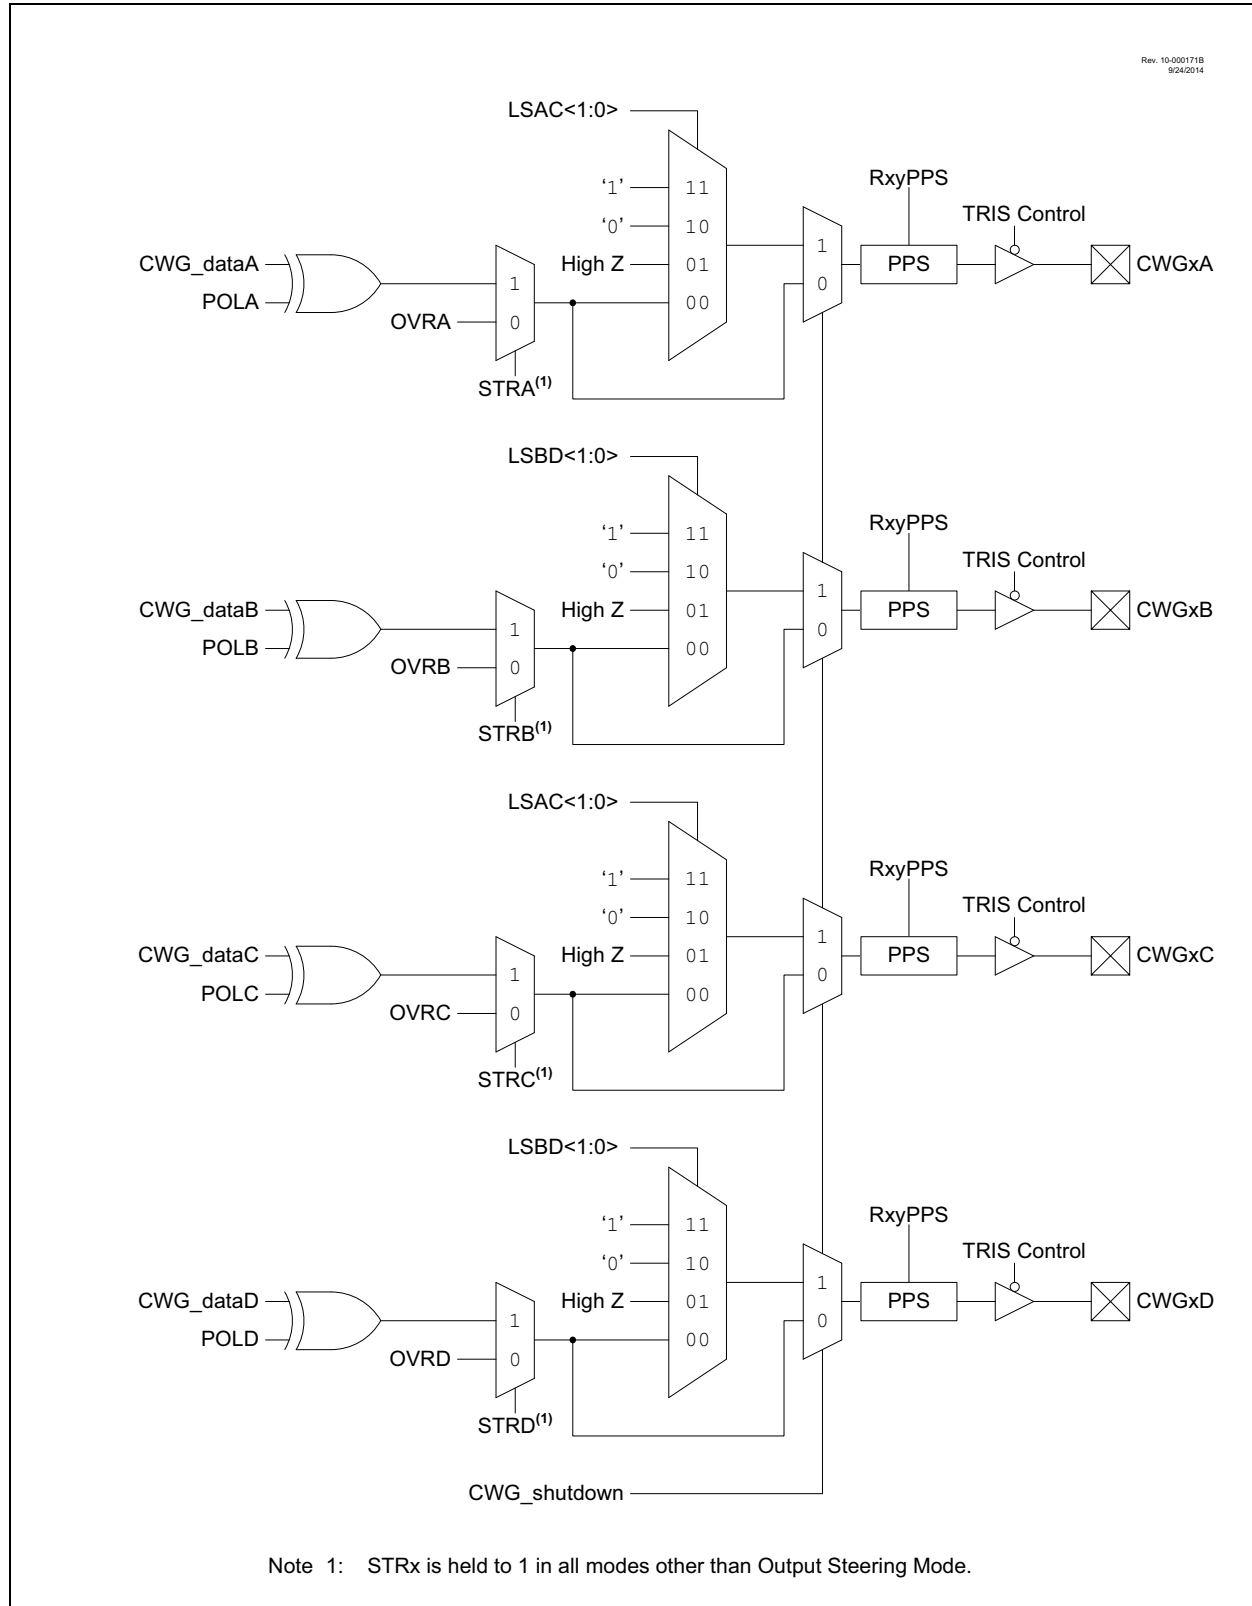 Rev. 10-000171B
9/24/2014
LSAC<1:0>
‘1’
11
‘0’
10
High Z
01
00
CWG_dataA
POLA
OVRA
1
0
STRA(1)
1
0
RxyPPS
PPS
TRIS Control
CWGxA
LSBD<1:0>
‘1’
11
‘0’
10
High Z
01
00
CWG_dataB
POLB
OVRB
1
0
STRB(1)
1
0
RxyPPS
PPS
TRIS Control
CWGxB
LSAC<1:0>
‘1’
11
‘0’
10
High Z
01
00
CWG_dataC
POLC
OVRC
1
0
STRC(1)
1
0
RxyPPS
PPS
TRIS Control
CWGxC
LSBD<1:0>
‘1’
11
‘0’
10
High Z
01
00
CWG_dataD
POLD
OVRD
1
0
STRD(1)
1
0
RxyPPS
PPS
TRIS Control
CWGxD
CWG_shutdown
Note 1: STRx is held to 1 in all modes other than Output Steering Mode.